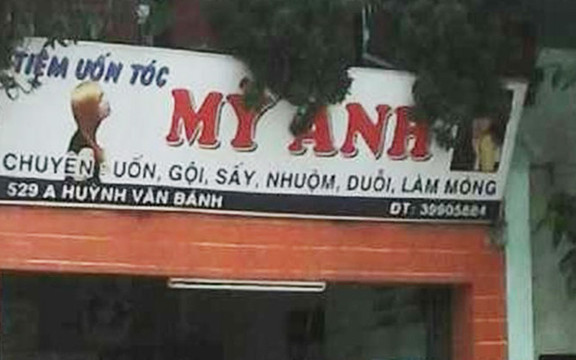 TIỆM UỐN TÓC
MY ANH
CHUYÊN : UỐN, GỘI, SẤY, NHUỘM, DUỖI, LÀM MÓNG
529 A HUỲNH VĂN BÁNH
ĐT: 39905884